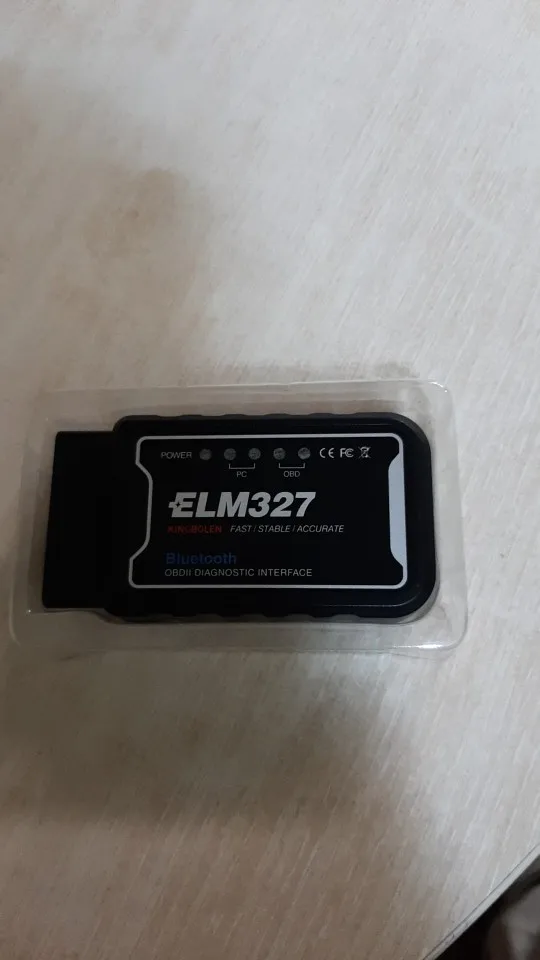 POWER CE FC
PC OBD
ELM327
KINGBOLEN FAST / STABLE / ACCURATE
Bluetooth
OBDII DIAGNOSTIC INTERFACE